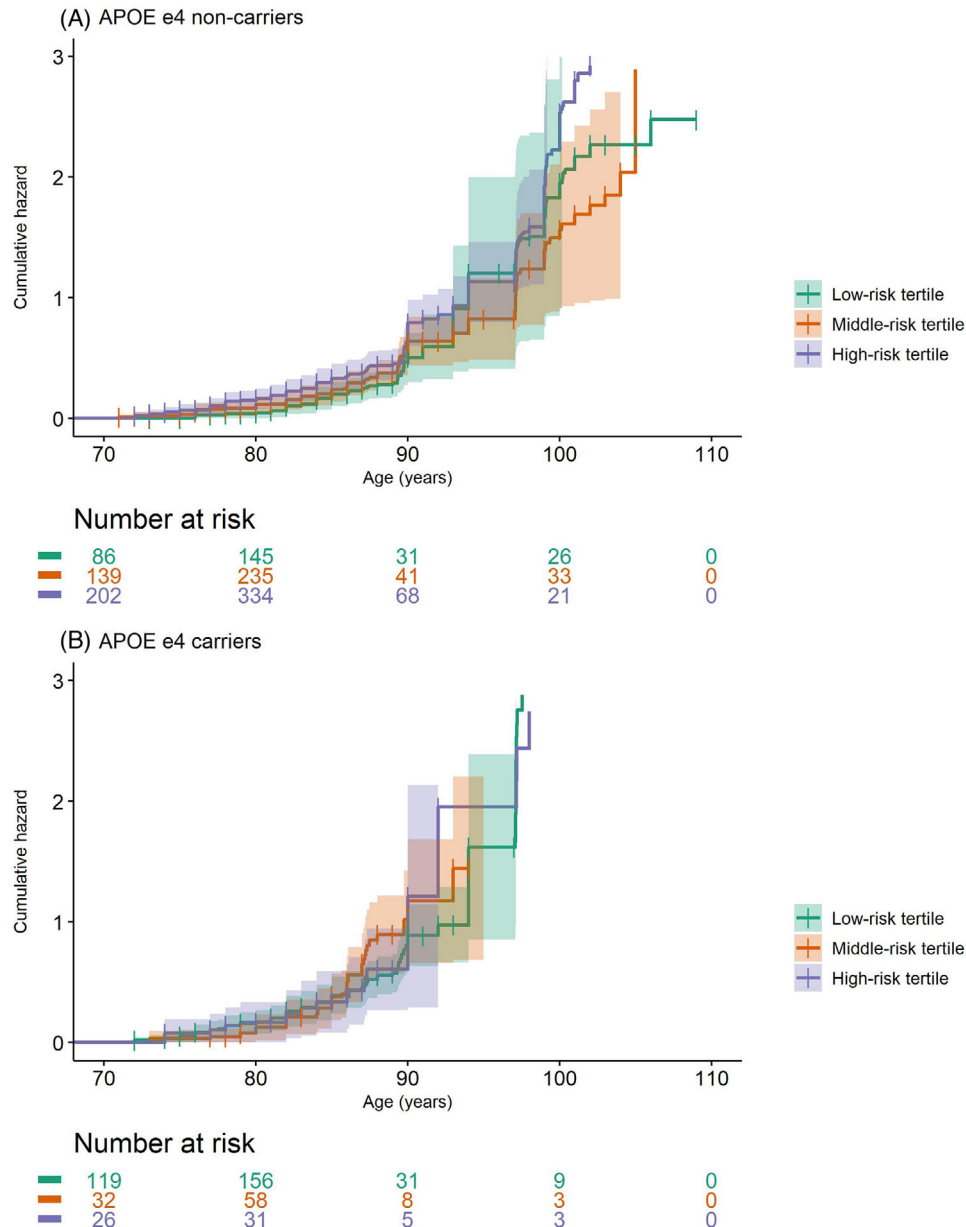 (A) APOE e4 non-carriers
3
2
1
0
Cumulative hazard
70 80 90 100 110
Age (years)
Low-risk tertile
Middle-risk tertile
High-risk tertile
Number at risk
86 145 31 26 0
139 235 41 33 0
202 334 68 21 0
(B) APOE e4 carriers
3
2
1
0
Cumulative hazard
70 80 90 100 110
Age (years)
Low-risk tertile
Middle-risk tertile
High-risk tertile
Number at risk
119 156 31 9 0
32 58 8 3 0
26 31 5 3 0